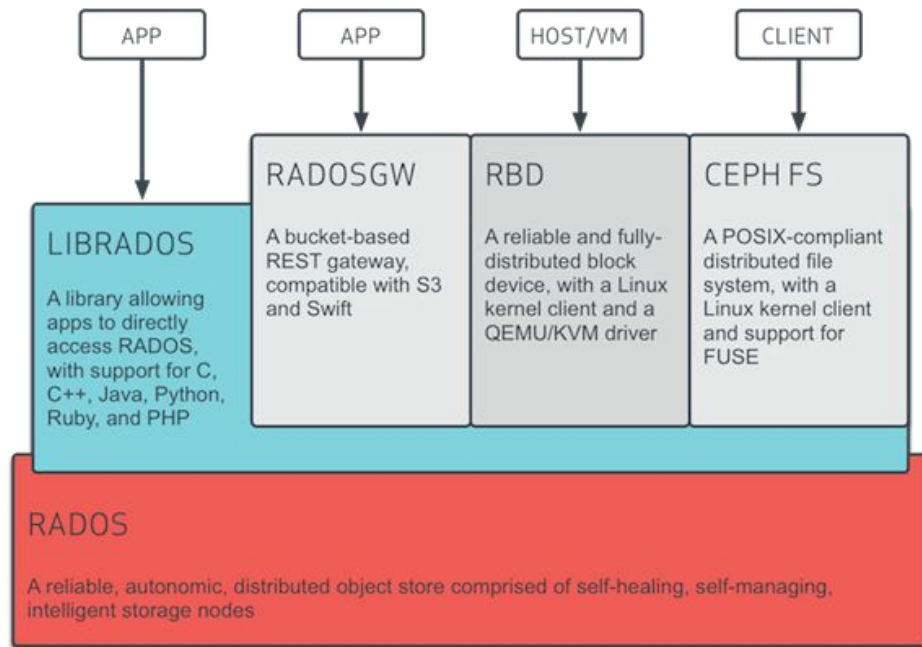 APP
APP
HOST/VM
CLIENT
LIBRADOS
A library allowing
apps to directly
access RADOS,
with support for C,
C++, Java, Python,
Ruby, and PHP
RADOSGW
A bucket-based
REST gateway,
compatible with S3
and Swift
RBD
A reliable and fully-
distributed block
device, with a Linux
kernel client and a
QEMU/KVM driver
CEPH FS
A POSIX-compliant
distributed file
system, with a
Linux kernel client
and support for
FUSE
RADOS
A reliable, autonomic, distributed object store comprised of self-healing, self-managing,
intelligent storage nodes